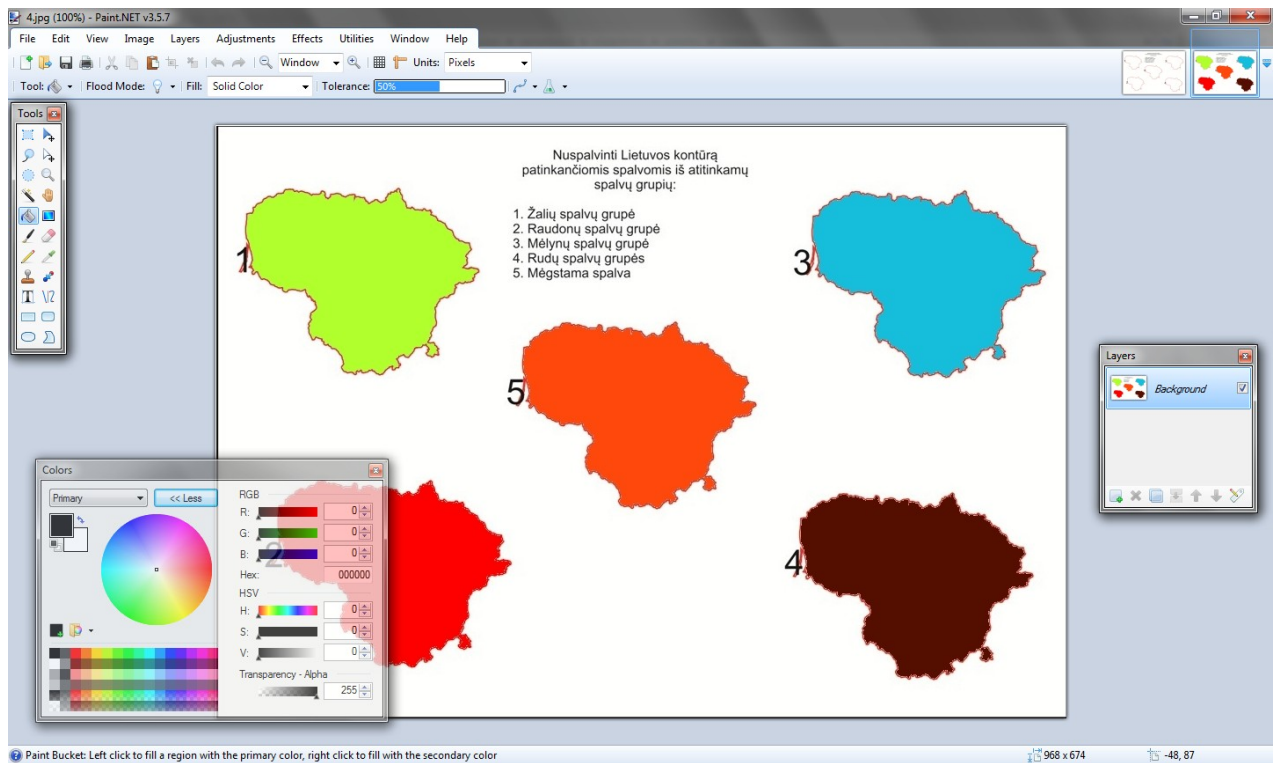 4.jpg (100%) - Paint.NET v3.5.7
File Edit View Image Layers Adjustments Effects Utilities Window Help
Window Units: Pixels
Tool: Flood Mode: Fill: Solid Color Tolerance: 50%
Tools
Nuspalvinti Lietuvos kontūrą
patinkančiomis spalvomis iš atitinkamų
spalvų grupių:
1. Žalių spalvų grupė
2. Raudonų spalvų grupė
3. Mėlynų spalvų grupė
4. Rudų spalvų grupės
5. Mėgstama spalva
1
3
5
2
4
Layers
Background
Colors
Primary
<< Less
RGB
R: 0
G: 0
B: 0
Hex: 000000
HSV
H: 0
S: 0
V: 0
Transparency - Alpha
255
Paint Bucket: Left click to fill a region with the primary color, right click to fill with the secondary color
968 x 674
-48, 87